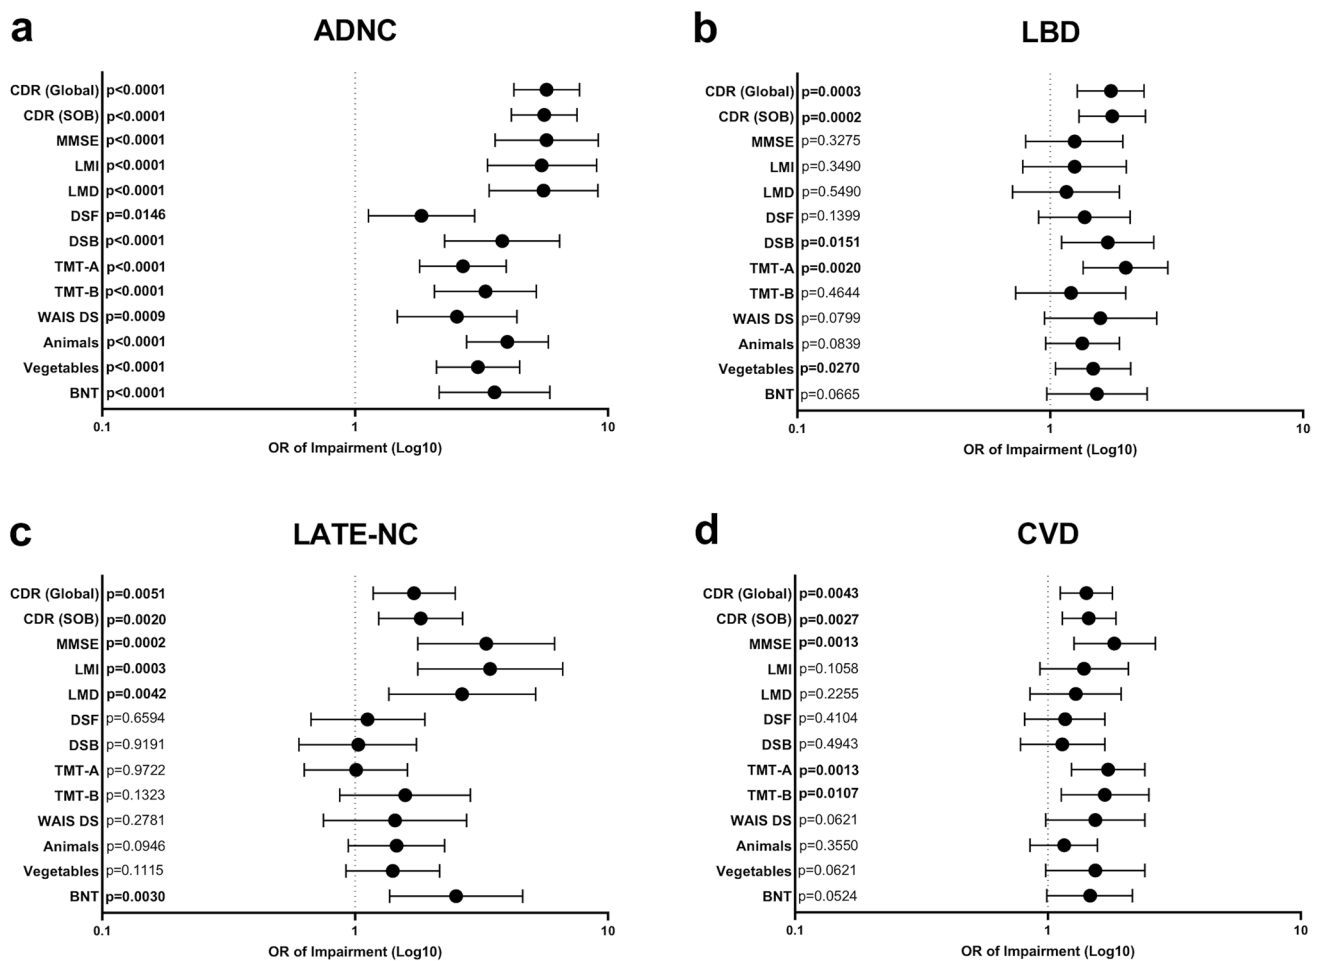 a
ADNC
CDR (Global) p<0.0001
CDR (SOB) p<0.0001
MMSE p<0.0001
LMI p<0.0001
LMD p<0.0001
DSF p=0.0146
DSB p<0.0001
TMT-A p<0.0001
TMT-B p<0.0001
WAIS DS p=0.0009
Animals p<0.0001
Vegetables p<0.0001
BNT p<0.0001
0.1 1 10
OR of Impairment (Log10)
b
LBD
CDR (Global) p=0.0003
CDR (SOB) p=0.0002
MMSE p=0.3275
LMI p=0.3490
LMD p=0.5490
DSF p=0.1399
DSB p=0.0151
TMT-A p=0.0020
TMT-B p=0.4644
WAIS DS p=0.0799
Animals p=0.0839
Vegetables p=0.0270
BNT p=0.0665
0.1 1 10
OR of Impairment (Log10)
c
LATE-NC
CDR (Global) p=0.0051
CDR (SOB) p=0.0020
MMSE p=0.0002
LMI p=0.0003
LMD p=0.0042
DSF p=0.6594
DSB p=0.9191
TMT-A p=0.9722
TMT-B p=0.1323
WAIS DS p=0.2781
Animals p=0.0946
Vegetables p=0.1115
BNT p=0.0030
0.1 1 10
OR of Impairment (Log10)
d
CVD
CDR (Global) p=0.0043
CDR (SOB) p=0.0027
MMSE p=0.0013
LMI p=0.1058
LMD p=0.2255
DSF p=0.4104
DSB p=0.4943
TMT-A p=0.0013
TMT-B p=0.0107
WAIS DS p=0.0621
Animals p=0.3550
Vegetables p=0.0621
BNT p=0.0524
0.1 1 10
OR of Impairment (Log10)